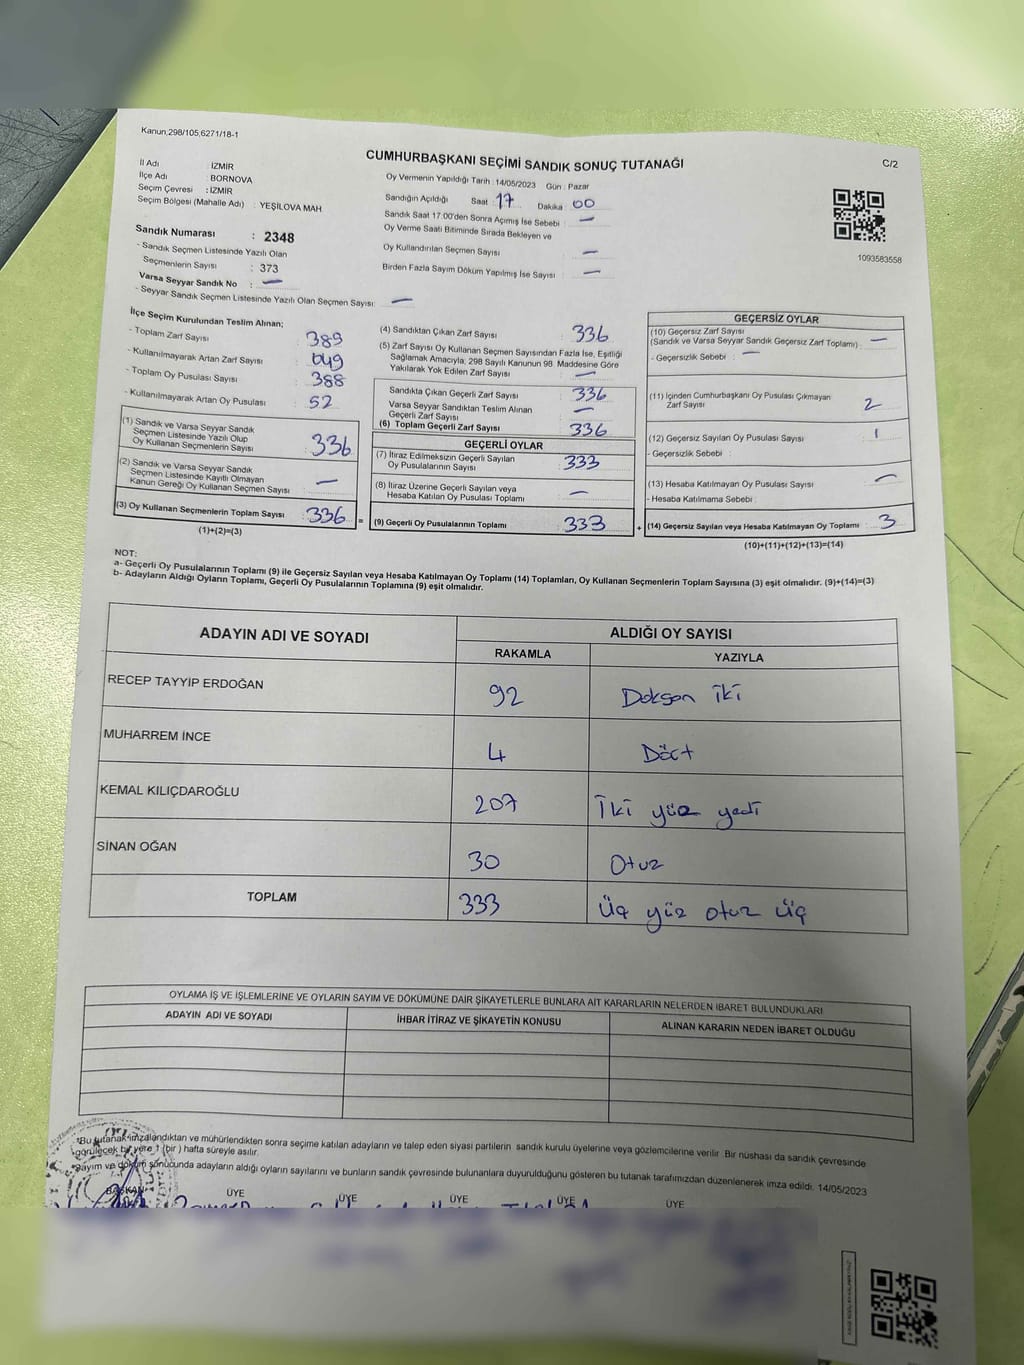 Kanun,298/105,6271/18-1
CUMHURBAŞKANI SEÇİMİ SANDIK SONUÇ TUTANAĞI
C/2
İl Adı : İZMİR
İlçe Adı : BORNOVA
Seçim Çevresi : İZMİR
Seçim Bölgesi (Mahalle Adı) : YEŞİLOVA MAH
Oy Vermenin Yapıldığı Tarih : 14/05/2023 Gün : Pazar
Sandığın Açıldığı Saat 17 Dakika 00
Sandık Saat 17:00'den Sonra Açımış İse Sebebi : —
Oy Verme Saati Bitiminde Sırada Bekleyen ve
Oy Kullandırılan Seçmen Sayısı : —
Birden Fazla Sayım Döküm Yapılmış İse Sayısı : —
1093583558
Sandık Numarası : 2348
- Sandık Seçmen Listesinde Yazılı Olan
Seçmenlerin Sayısı : 373
Varsa Seyyar Sandık No : —
- Seyyar Sandık Seçmen Listesinde Yazılı Olan Seçmen Sayısı: —
İlçe Seçim Kurulundan Teslim Alınan;
- Toplam Zarf Sayısı : 389
- Kullanılmayarak Artan Zarf Sayısı : 049
- Toplam Oy Pusulası Sayısı : 388
- Kullanılmayarak Artan Oy Pusulası : 52
(1) Sandık ve Varsa Seyyar Sandık
Seçmen Listesinde Yazılı Olup
Oy Kullanan Seçmenlerin Sayısı : 336
(2) Sandık ve Varsa Seyyar Sandık
Seçmen Listesinde Kayıtlı Olmayan
Kanun Gereği Oy Kullanan Seçmen Sayısı : —
(3) Oy Kullanan Seçmenlerin Toplam Sayısı : 336 =
(1)+(2)=(3)
(4) Sandıktan Çıkan Zarf Sayısı : 336
(5) Zarf Sayısı Oy Kullanan Seçmen Sayısından Fazla İse, Eşitliği
Sağlamak Amacıyla, 298 Sayılı Kanunun 98. Maddesine Göre
Yakılarak Yok Edilen Zarf Sayısı : —
Sandıkta Çıkan Geçerli Zarf Sayısı : 336
Varsa Seyyar Sandıktan Teslim Alınan
Geçerli Zarf Sayısı : —
(6) Toplam Geçerli Zarf Sayısı : 336
GEÇERLİ OYLAR
(7) İtiraz Edilmeksizin Geçerli Sayılan
Oy Pusulalarının Sayısı : 333
(8) İtiraz Üzerine Geçerli Sayılan veya
Hesaba Katılan Oy Pusulası Toplamı : —
(9) Geçerli Oy Pusulalarının Toplamı : 333 +
GEÇERSİZ OYLAR
(10) Geçersiz Zarf Sayısı
(Sandık ve Varsa Seyyar Sandık Geçersiz Zarf Toplamı) : —
- Geçersizlik Sebebi : —
(11) İçinden Cumhurbaşkanı Oy Pusulası Çıkmayan
Zarf Sayısı : 2
(12) Geçersiz Sayılan Oy Pusulası Sayısı : 1
- Geçersizlik Sebebi :
(13) Hesaba Katılmayan Oy Pusulası Sayısı : —
- Hesaba Katılmama Sebebi :
(14) Geçersiz Sayılan veya Hesaba Katılmayan Oy Toplamı : 3
(10)+(11)+(12)+(13)=(14)
NOT:
a- Geçerli Oy Pusulalarının Toplamı (9) ile Geçersiz Sayılan veya Hesaba Katılmayan Oy Toplamı (14) Toplamları, Oy Kullanan Seçmenlerin Toplam Sayısına (3) eşit olmalıdır. (9)+(14)=(3)
b- Adayların Aldığı Oyların Toplamı, Geçerli Oy Pusulalarının Toplamına (9) eşit olmalıdır.
ADAYIN ADI VE SOYADI ALDIĞI OY SAYISI
RAKAMLA YAZIYLA
RECEP TAYYİP ERDOĞAN 92 Doksan İki
MUHARREM İNCE 4 Dört
KEMAL KILIÇDAROĞLU 207 İki yüz yedi
SİNAN OĞAN 30 Otuz
TOPLAM 333 Üç yüz otuz üç
OYLAMA İŞ VE İŞLEMLERİNE VE OYLARIN SAYIM VE DÖKÜMÜNE DAİR ŞİKAYETLERLE BUNLARA AİT KARARLARIN NELERDEN İBARET BULUNDUKLARI
ADAYIN ADI VE SOYADI İHBAR İTİRAZ VE ŞİKAYETİN KONUSU ALINAN KARARIN NEDEN İBARET OLDUĞU
*Bu tutanak imzalandıktan ve mühürlendikten sonra seçime katılan adayların ve talep eden siyasi partilerin sandık kurulu üyelerine veya gözlemcilerine verilir. Bir nüshası da sandık çevresinde
görülecek bir yere 1 (bir) hafta süreyle asılır.
*Sayım ve döküm sonucunda adayların aldığı oyların sayılarını ve bunların sandık çevresinde bulunanlara duyurulduğunu gösteren bu tutanak tarafımızdan düzenlenerek imza edildi. 14/05/2023
BAŞKAN ÜYE ÜYE ÜYE ÜYE ÜYE